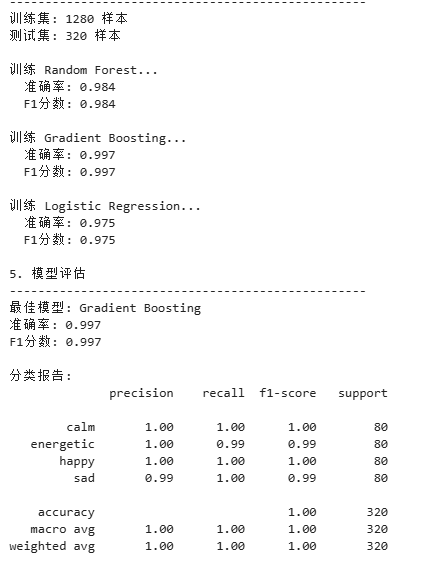 --------------------------------------------------
训练集: 1280 样本
测试集: 320 样本
训练 Random Forest...
准确率: 0.984
F1分数: 0.984
训练 Gradient Boosting...
准确率: 0.997
F1分数: 0.997
训练 Logistic Regression...
准确率: 0.975
F1分数: 0.975
5. 模型评估
--------------------------------------------------
最佳模型: Gradient Boosting
准确率: 0.997
F1分数: 0.997
分类报告:
precision recall f1-score support
calm 1.00 1.00 1.00 80
energetic 1.00 0.99 0.99 80
happy 1.00 1.00 1.00 80
sad 0.99 1.00 0.99 80
accuracy 1.00 320
macro avg 1.00 1.00 1.00 320
weighted avg 1.00 1.00 1.00 320